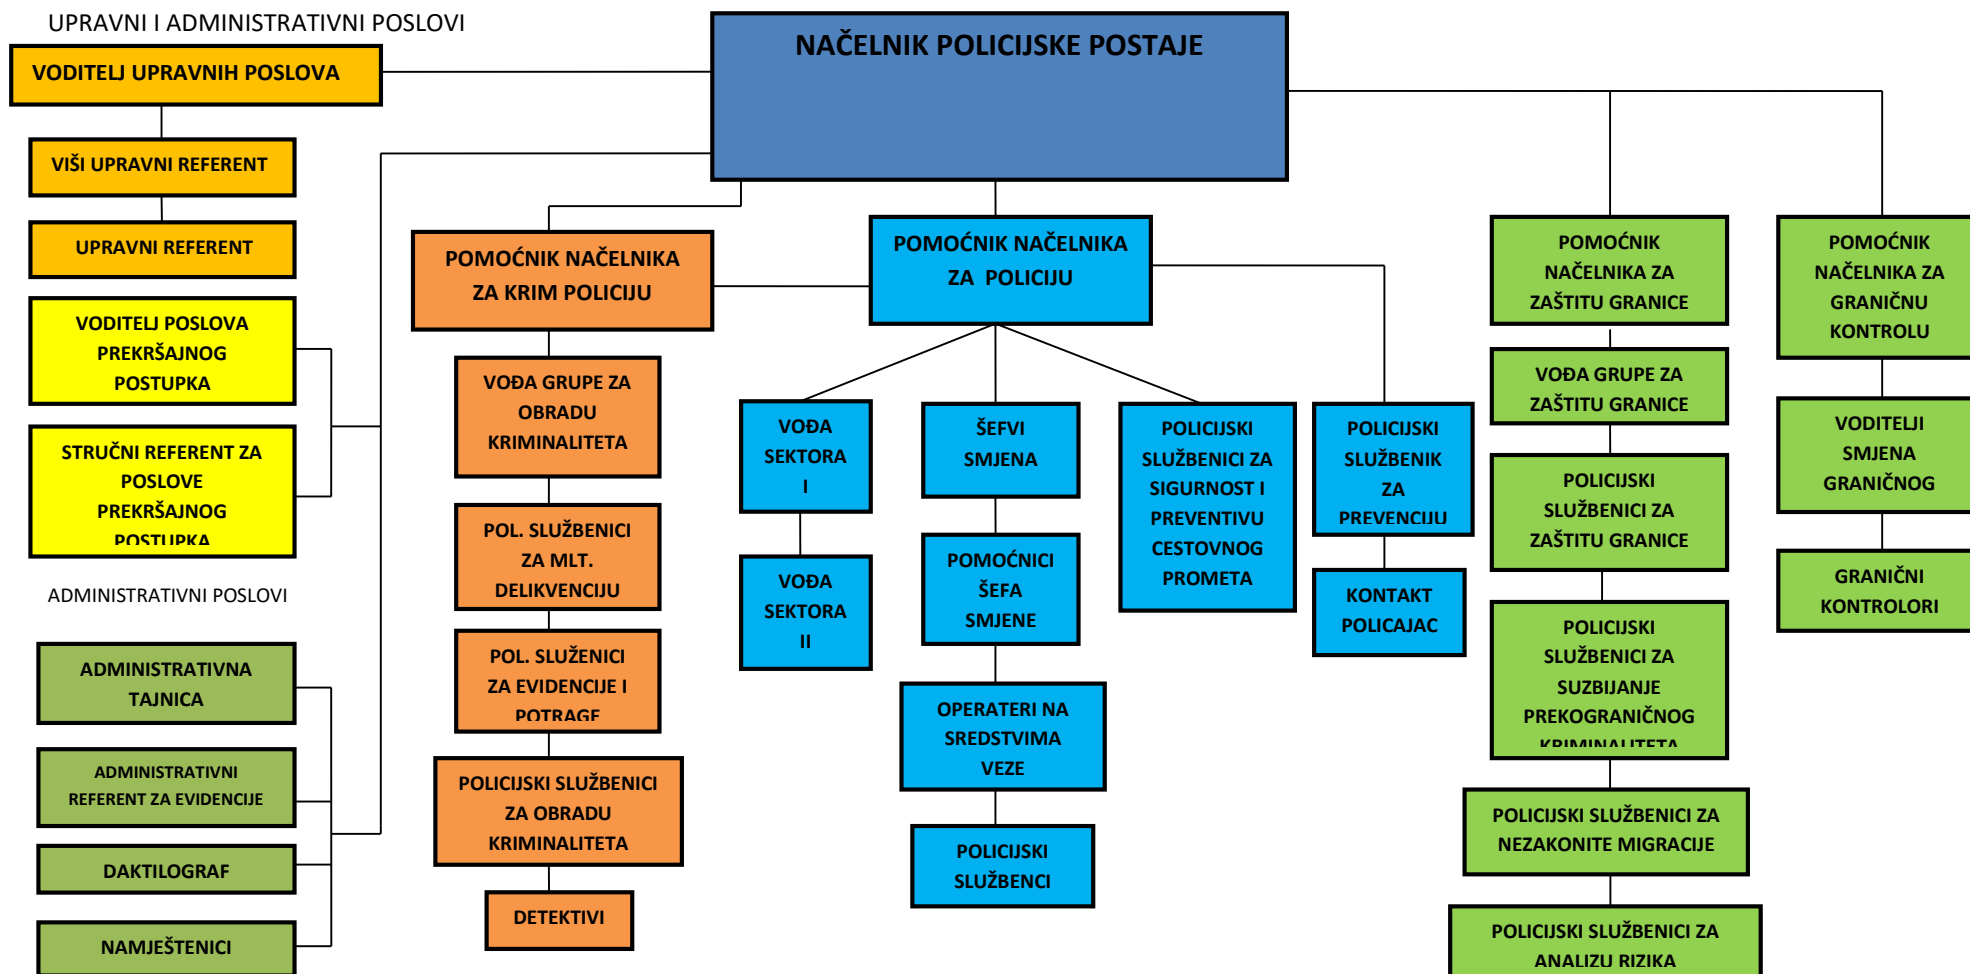 UPRAVNI I ADMINISTRATIVNI POSLOVI
NAČELNIK POLICIJSKE POSTAJE
VODITELJ UPRAVNIH POSLOVA
VIŠI UPRAVNI REFERENT
UPRAVNI REFERENT
VODITELJ POSLOVA
PREKRŠAJNOG
POSTUPKA
STRUČNI REFERENT ZA
POSLOVE
PREKRŠAJNOG
POSTUPKA
ADMINISTRATIVNI POSLOVI
ADMINISTRATIVNA
TAJNICA
ADMINISTRATIVNI
REFERENT ZA EVIDENCIJE
DAKTILOGRAF
NAMJEŠTENICI
POMOĆNIK NAČELNIKA
ZA KRIM POLICIJU
VOĐA GRUPE ZA
OBRADU
KRIMINALITETA
POL. SLUŽBENICI
ZA MLT.
DELIKVENCIJU
POL. SLUŽENICI
ZA EVIDENCIJE I
POTRAGE
POLICIJSKI SLUŽBENICI
ZA OBRADU
KRIMINALITETA
DETEKTIVI
POMOĆNIK NAČELNIKA
ZA POLICIJU
VOĐA
SEKTORA
I
VOĐA
SEKTORA
II
ŠEFVI
SMJENA
POMOĆNICI
ŠEFA
SMJENE
OPERATERI NA
SREDSTVIMA
VEZE
POLICIJSKI
SLUŽBENCI
POLICIJSKI
SLUŽBENICI ZA
SIGURNOST I
PREVENTIVU
CESTOVNOG
PROMETA
POLICIJSKI
SLUŽBENIK
ZA
PREVENCIJU
KONTAKT
POLICAJAC
POMOĆNIK
NAČELNIKA ZA
ZAŠTITU GRANICE
VOĐA GRUPE ZA
ZAŠTITU GRANICE
POLICIJSKI
SLUŽBENICI ZA
ZAŠTITU GRANICE
POLICIJSKI
SLUŽBENICI ZA
SUZBIJANJE
PREKOGRANIČNOG
KRIMINALITETA
POLICIJSKI SLUŽBENICI ZA
NEZAKONITE MIGRACIJE
POLICIJSKI SLUŽBENICI ZA
ANALIZU RIZIKA
POMOĆNIK
NAČELNIKA ZA
GRANIČNU
KONTROLU
VODITELJI
SMJENA
GRANIČNOG
GRANIČNI
KONTROLORI